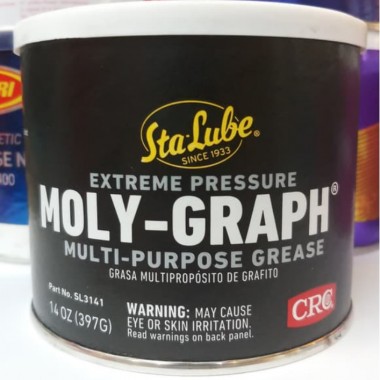 Sta-Lube®
SINCE 1933
EXTREME PRESSURE
MOLY-GRAPH®
MULTI-PURPOSE GREASE
GRASA MULTIPROPÓSITO DE GRAFITO
Part No. SL3141
14 OZ (397G)
WARNING: MAY CAUSE
EYE OR SKIN IRRITATION.
Read warnings on back panel.
CRC